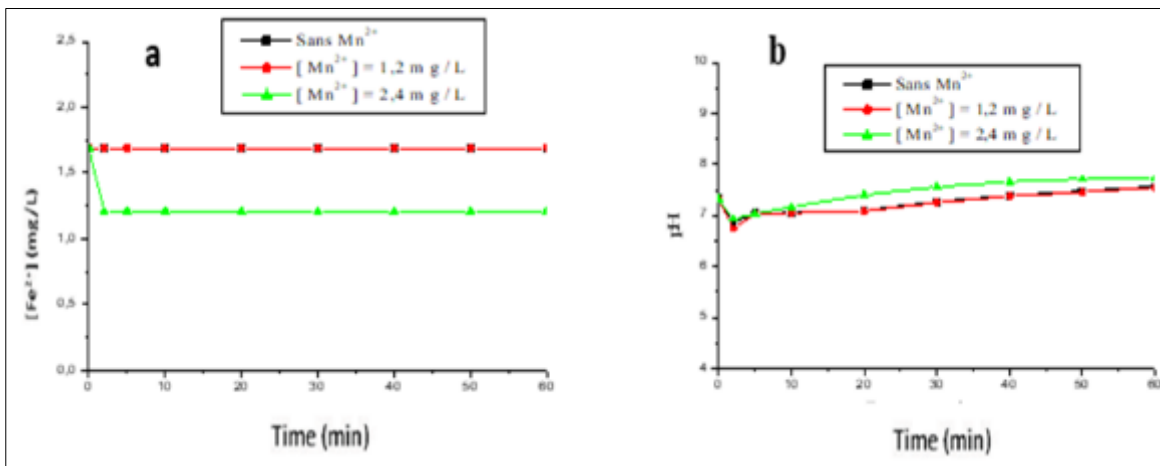 a
Sans Mn²⁺
[ Mn²⁺ ] = 1,2 m g / L
[ Mn²⁺ ] = 2,4 m g / L
2,5
2,0
1,5
1,0
0,5
0,0
[Fe²⁺] (mg/L)
0 10 20 30 40 50 60
Time (min)
b
Sans Mn²⁺
[ Mn²⁺ ] = 1,2 m g / L
[ Mn²⁺ ] = 2,4 m g / L
10
9
8
7
6
5
4
pH
0 10 20 30 40 50 60
Time (min)